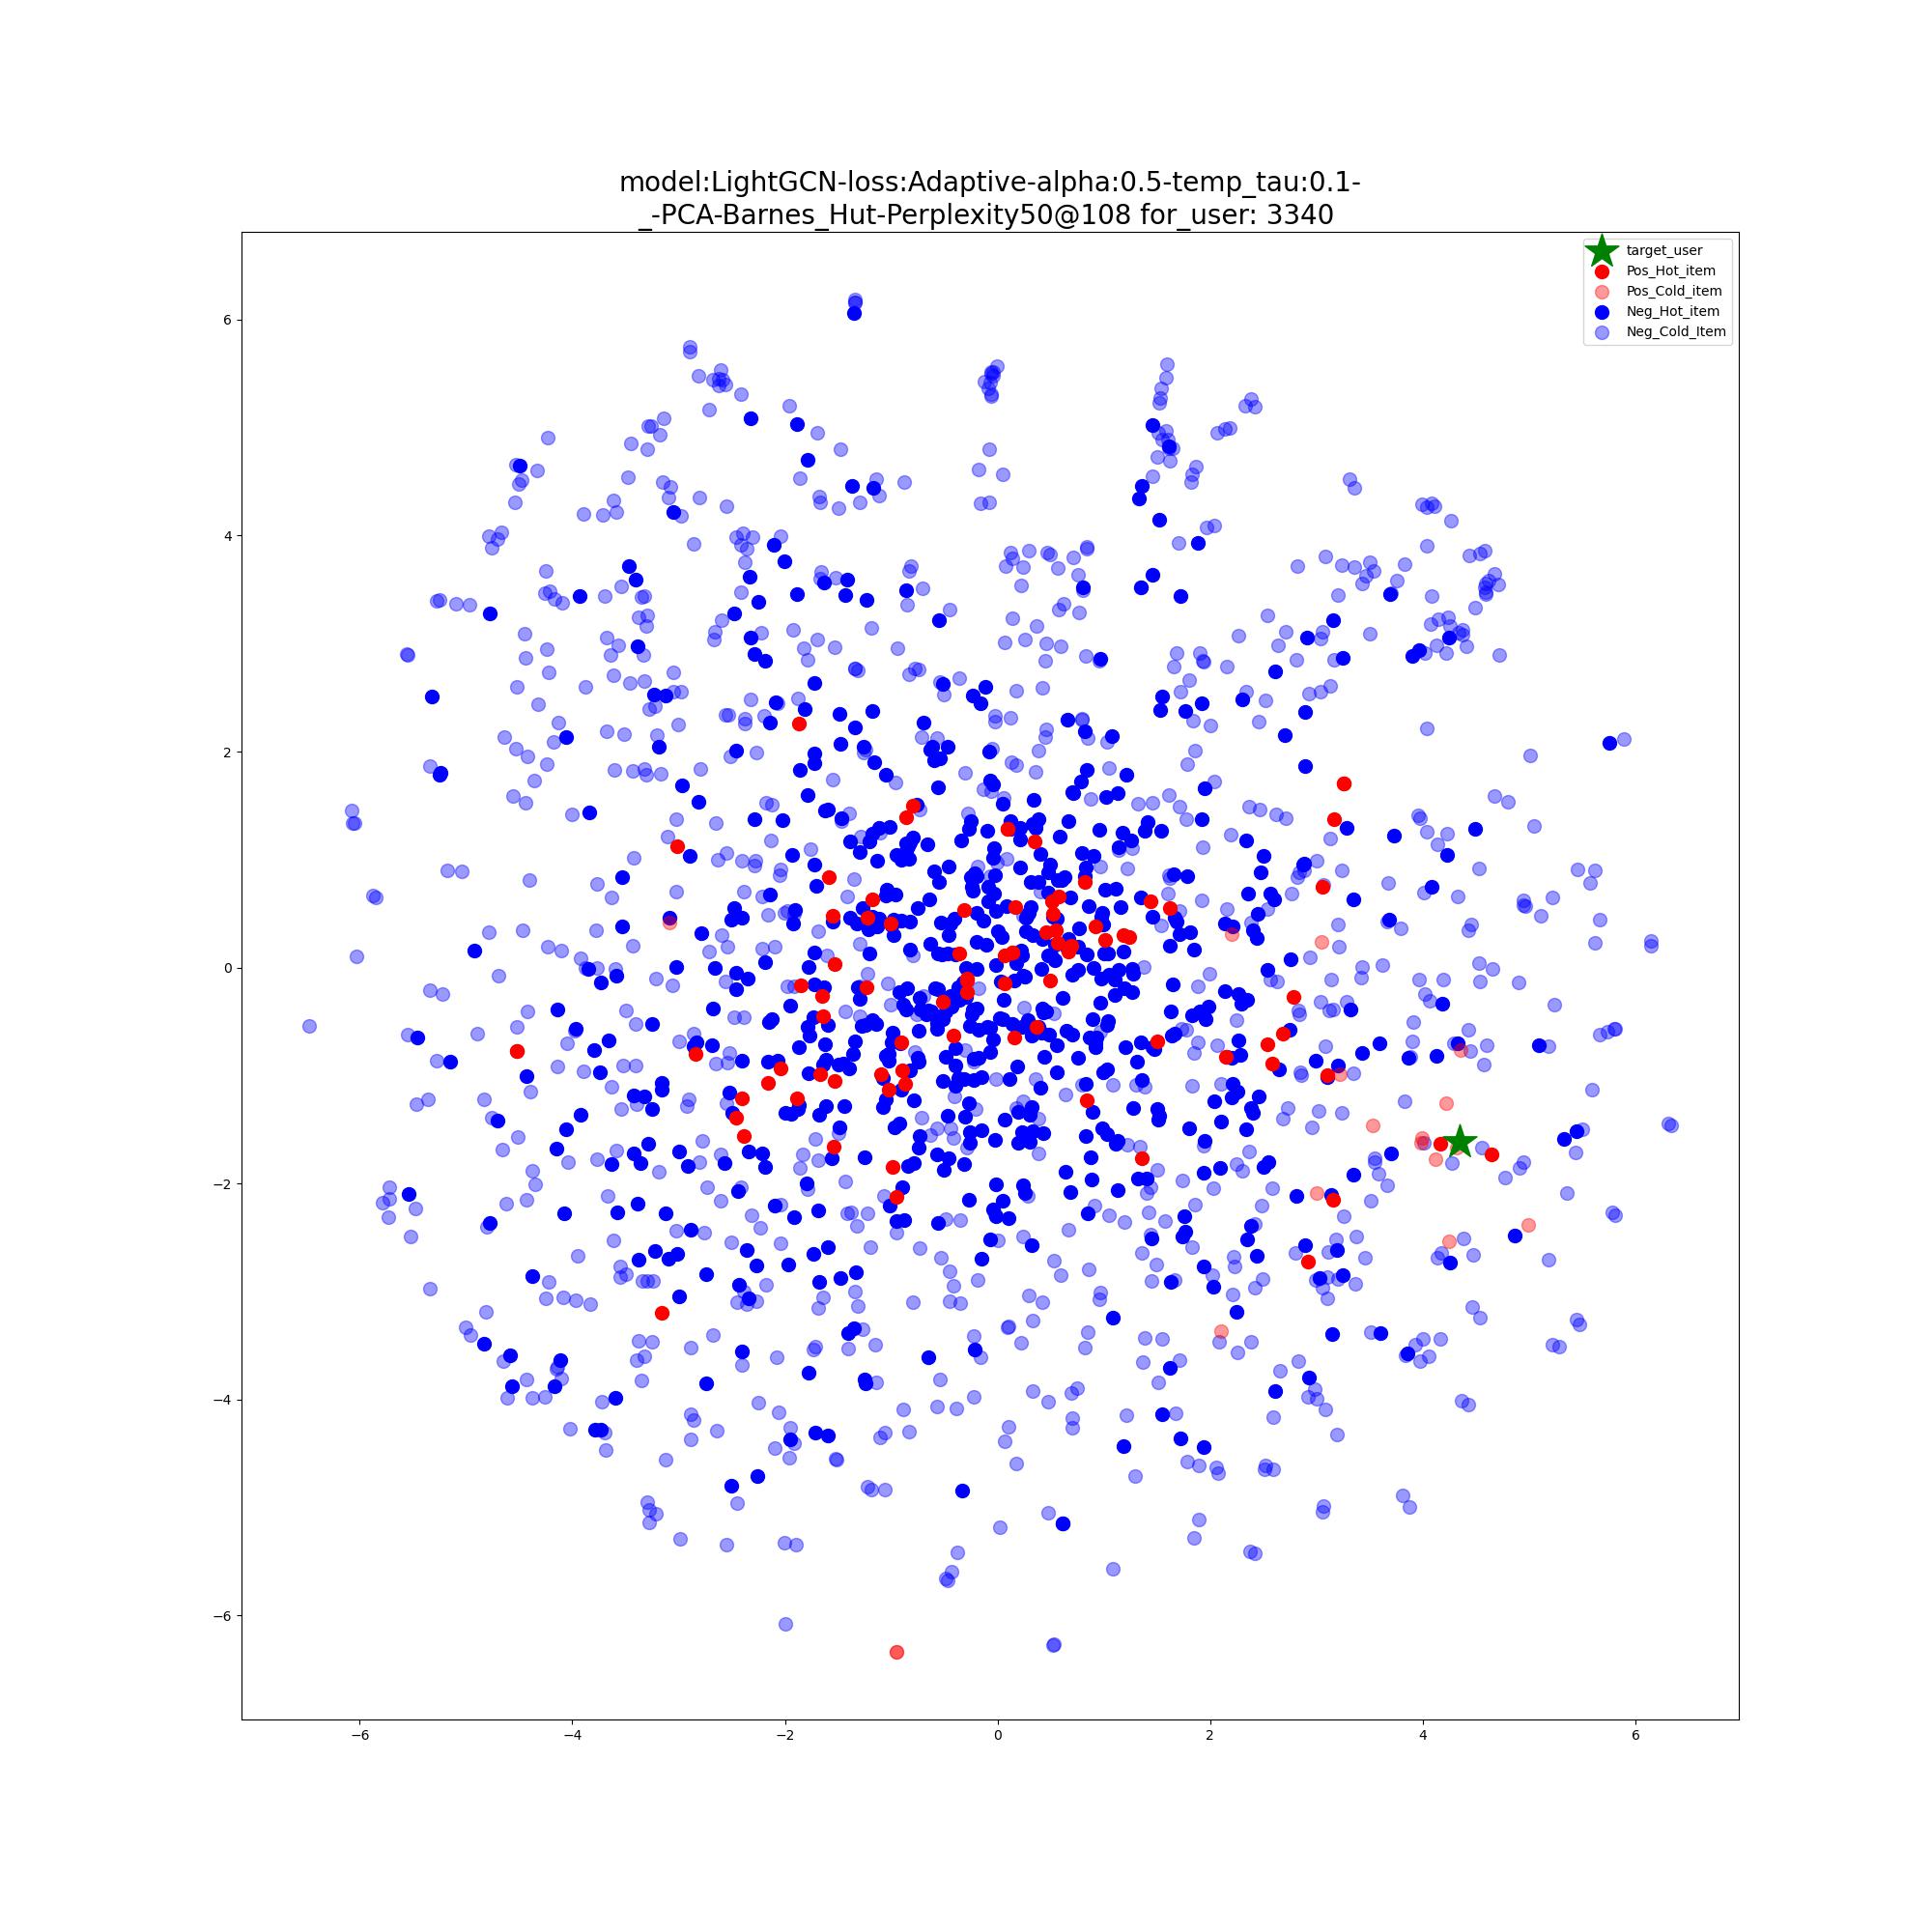 model:LightGCN-loss:Adaptive-alpha:0.5-temp_tau:0.1-
_-PCA-Barnes_Hut-Perplexity50@108 for_user: 3340
target_user
Pos_Hot_item
Pos_Cold_item
Neg_Hot_item
Neg_Cold_Item
6
4
2
0
−2
−4
−6
−6
−4
−2
0
2
4
6